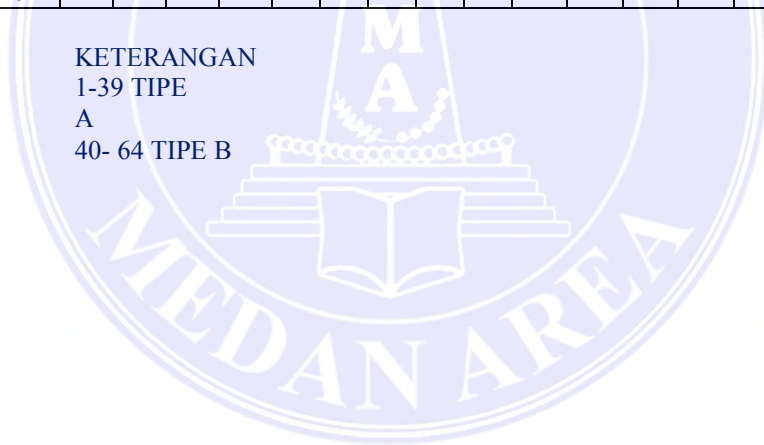 M
A
KETERANGAN
1-39 TIPE
A
40- 64 TIPE B
MEDAN AREA